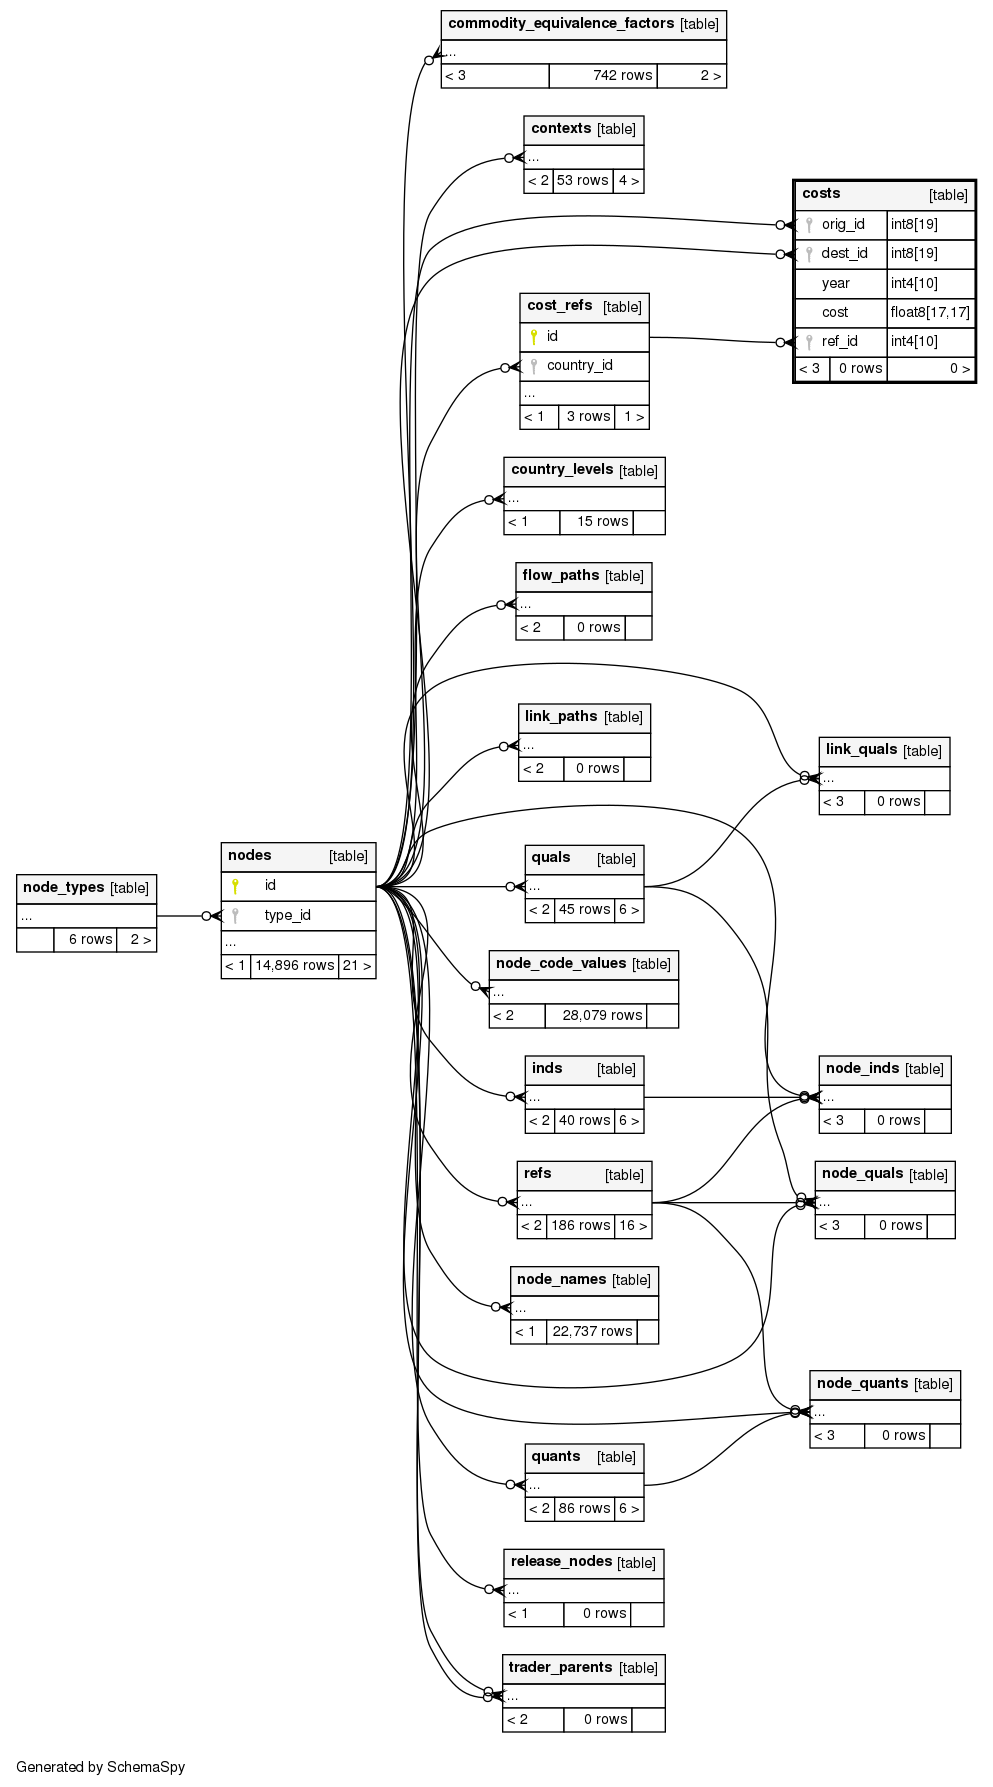 commodity_equivalence_factors [table]
...
< 3 742 rows 2 >
contexts [table]
...
< 2 53 rows 4 >
costs [table]
orig_id int8[19]
dest_id int8[19]
year int4[10]
cost float8[17,17]
ref_id int4[10]
< 3 0 rows 0 >
cost_refs [table]
id
country_id
...
< 1 3 rows 1 >
country_levels [table]
...
< 1 15 rows
flow_paths [table]
...
< 2 0 rows
link_paths [table]
...
< 2 0 rows
link_quals [table]
...
< 3 0 rows
nodes [table]
id
type_id
...
< 1 14,896 rows 21 >
node_types [table]
...
6 rows 2 >
quals [table]
...
< 2 45 rows 6 >
node_code_values [table]
...
< 2 28,079 rows
inds [table]
...
< 2 40 rows 6 >
node_inds [table]
...
< 3 0 rows
refs [table]
...
< 2 186 rows 16 >
node_quals [table]
...
< 3 0 rows
node_names [table]
...
< 1 22,737 rows
node_quants [table]
...
< 3 0 rows
quants [table]
...
< 2 86 rows 6 >
release_nodes [table]
...
< 1 0 rows
trader_parents [table]
...
< 2 0 rows
Generated by SchemaSpy